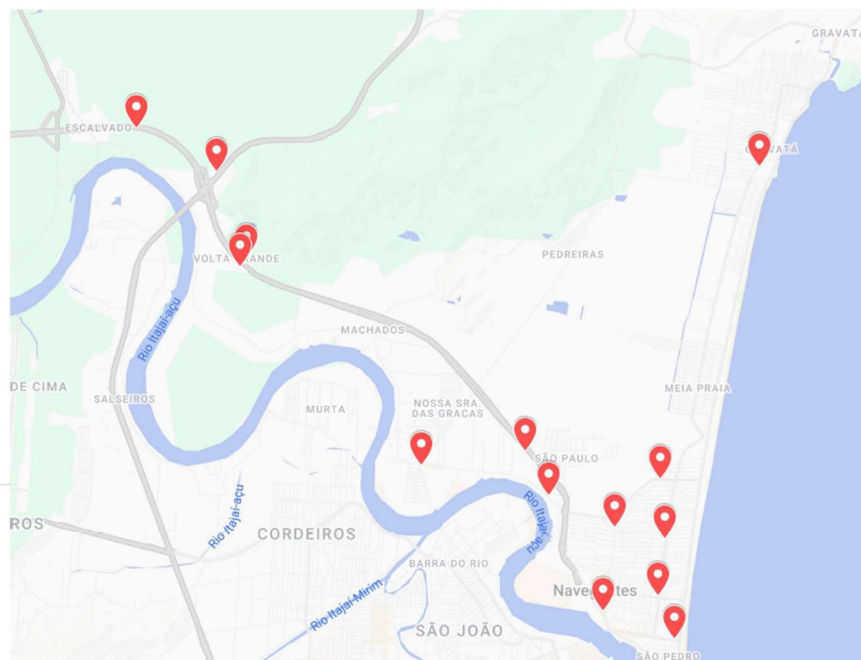 GRAVATÁ
ESCALVADO
VOLTA GRANDE
PEDREIRAS
Rio Itajaí-açu
MACHADOS
DE CIMA
SALSEIROS
MEIA PRAIA
MURTA
NOSSA SRA.
DAS GRAÇAS
SÃO PAULO
Rio Itajaí-açu
Rio Itajaí
-açu
ROS
CORDEIROS
BARRA DO RIO
Navegantes
Rio Itajaí-Mirim
SÃO JOÃO
SÃO PEDRO